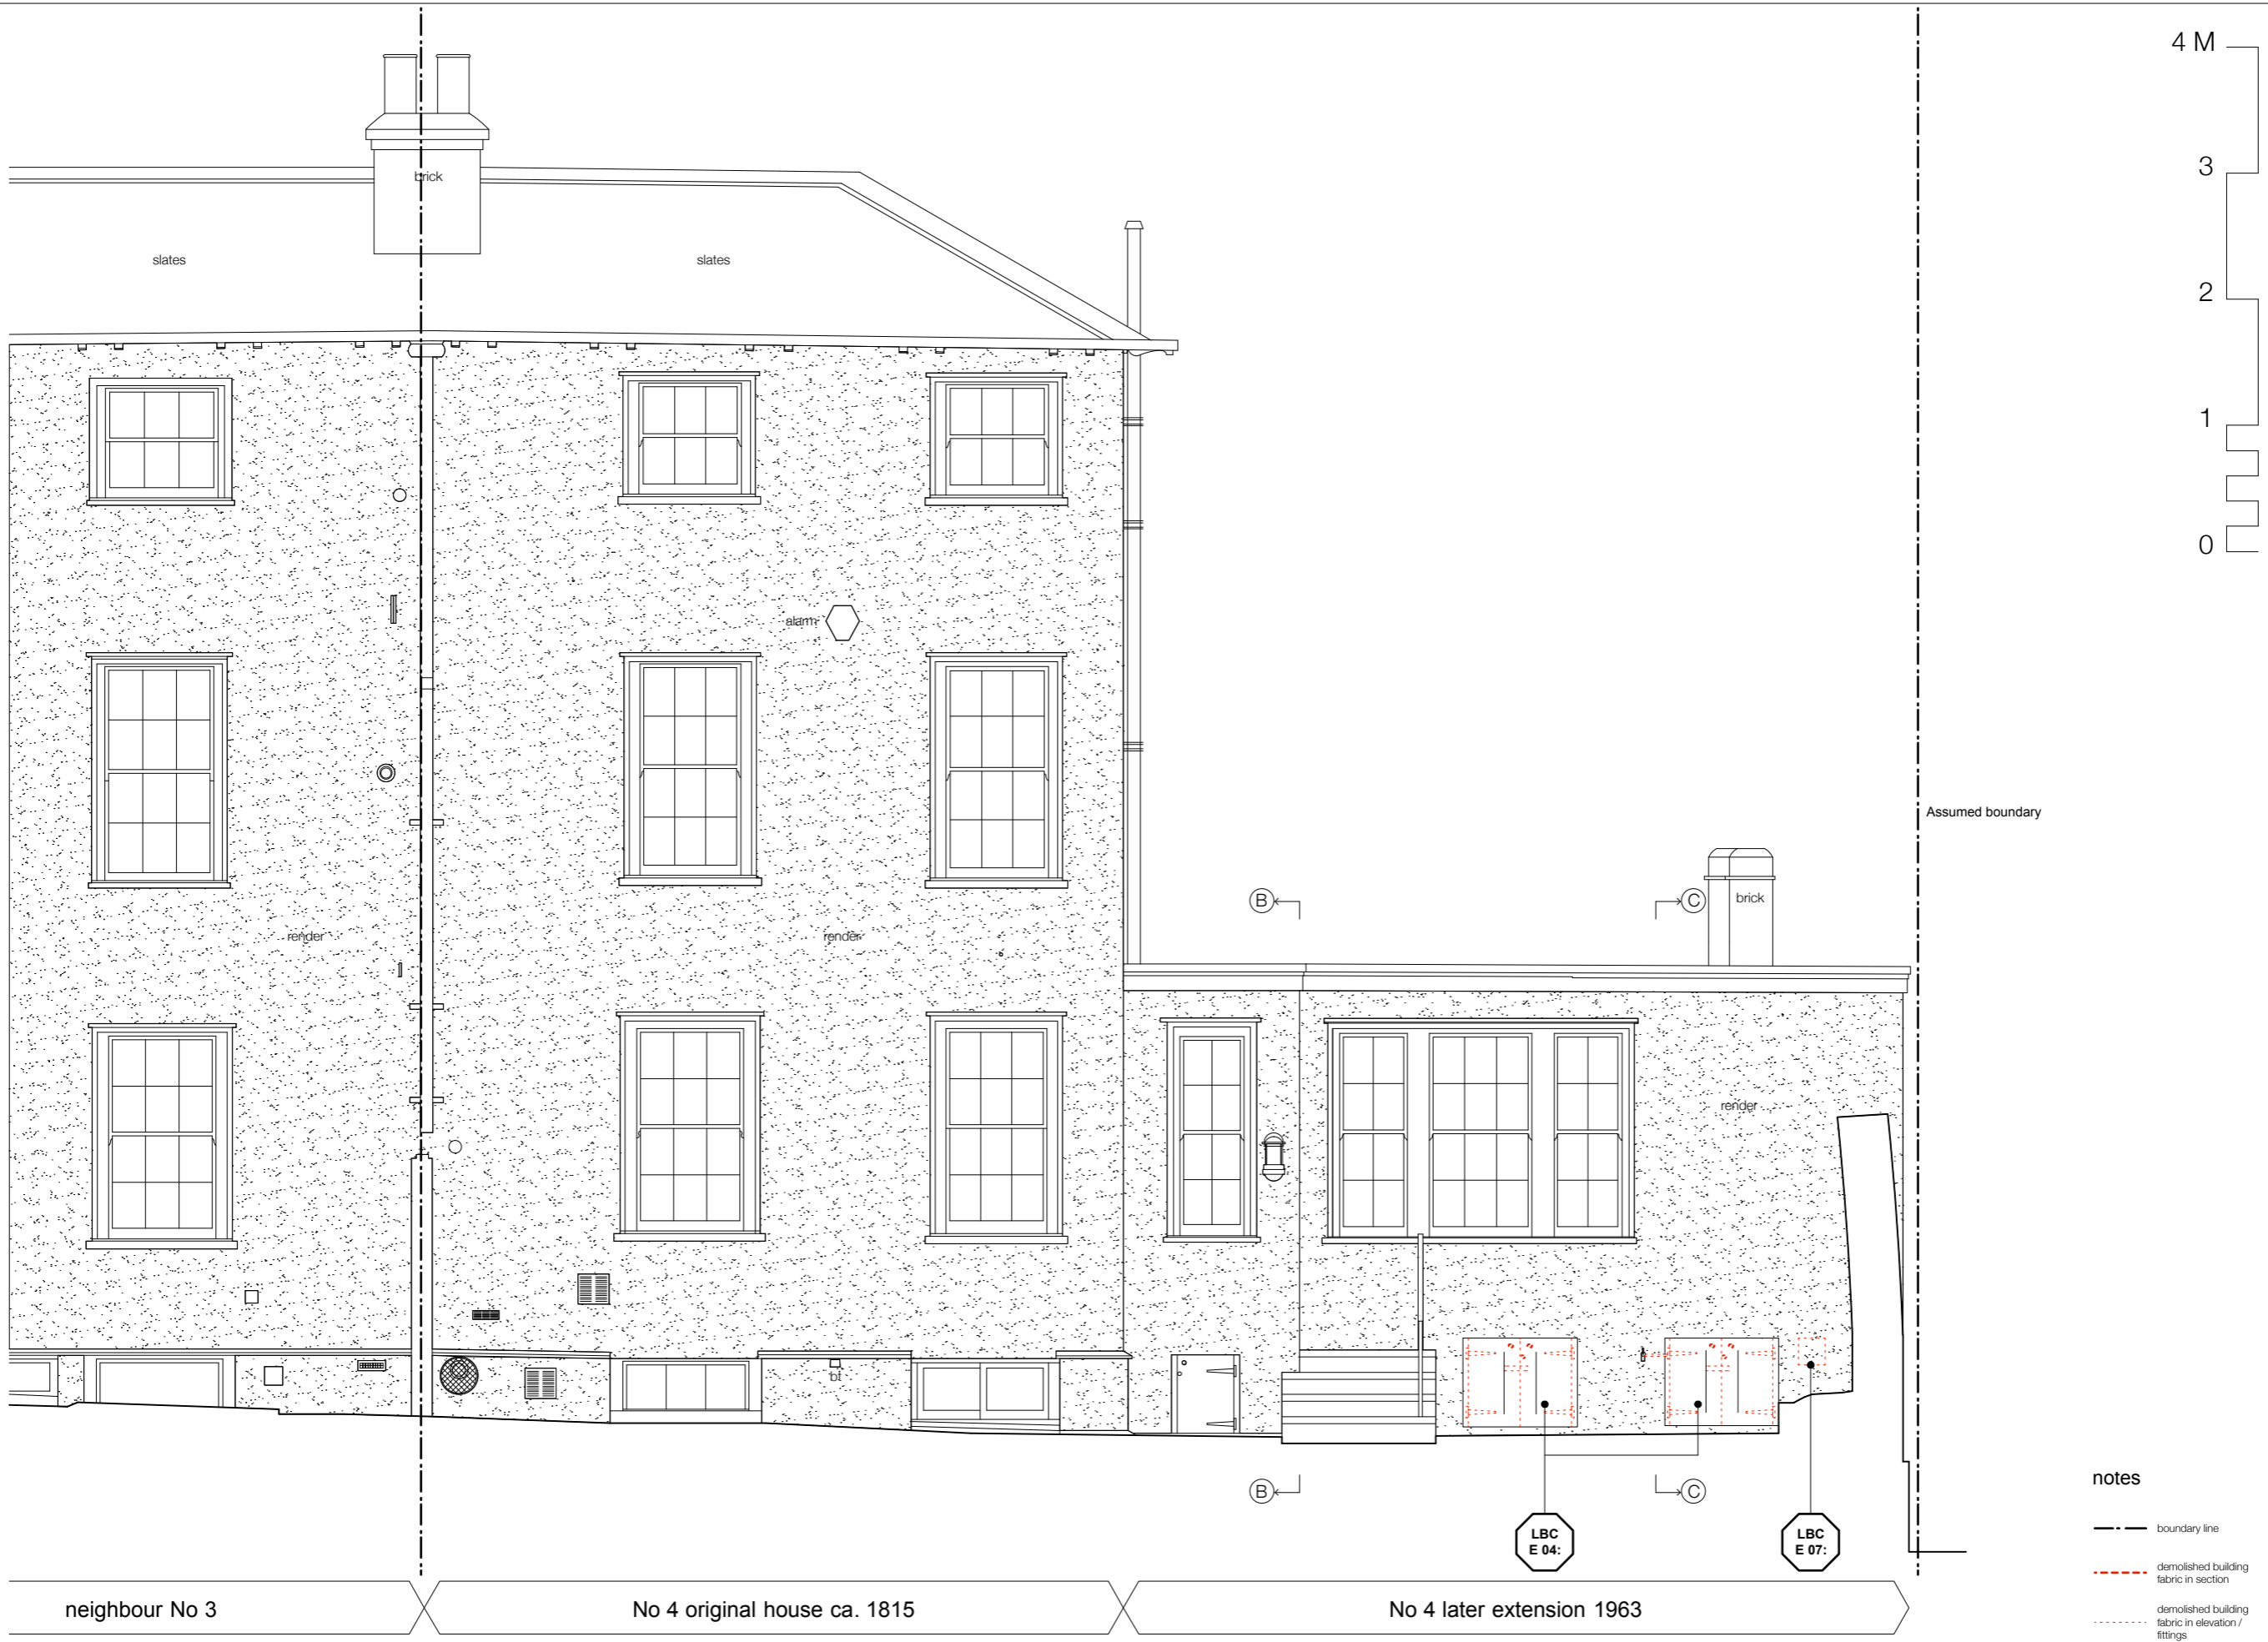 4 M
3
2
1
0
brick
slates
slates
alarm
Assumed boundary
B
C
brick
render
render
render
bt
B
C
LBC
E 04:
LBC
E 07:
notes
boundary line
demolished building
fabric in section
demolished building
fabric in elevation /
fittings
neighbour No 3
No 4 original house ca. 1815
No 4 later extension 1963